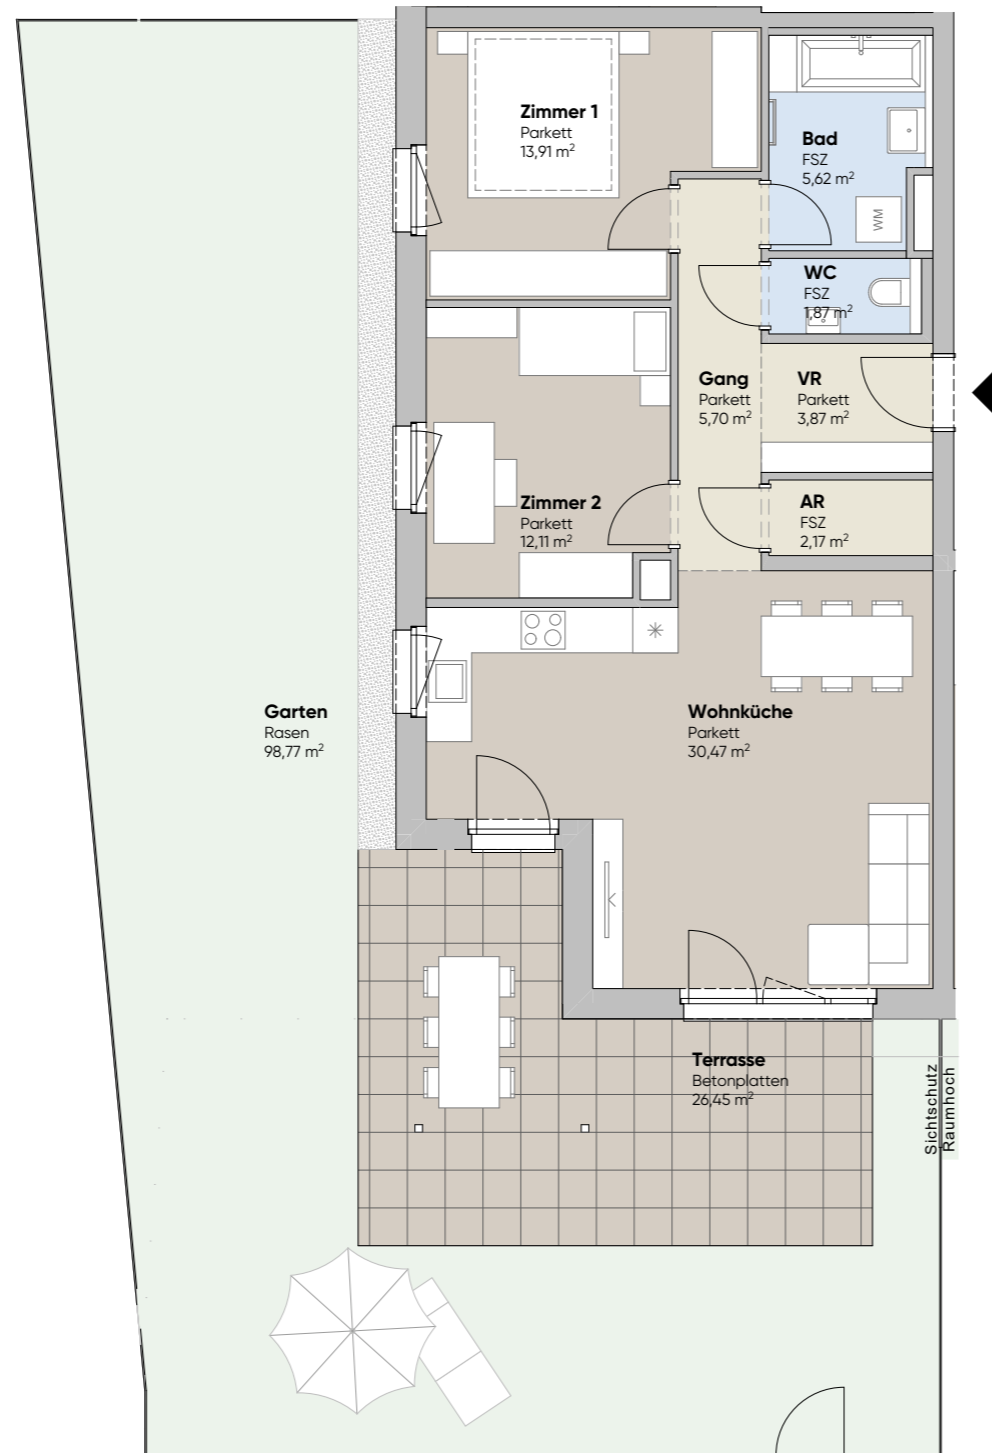 Zimmer 1
Parkett
13,91 m²
Bad
FSZ
5,62 m²
WM
WC
FSZ
1,87 m²
Gang
Parkett
5,70 m²
VR
Parkett
3,87 m²
Zimmer 2
Parkett
12,11 m²
AR
FSZ
2,17 m²
Garten
Rasen
98,77 m²
Wohnküche
Parkett
30,47 m²
Terrasse
Betonplatten
26,45 m²
Sichtschutz
Raumhoch